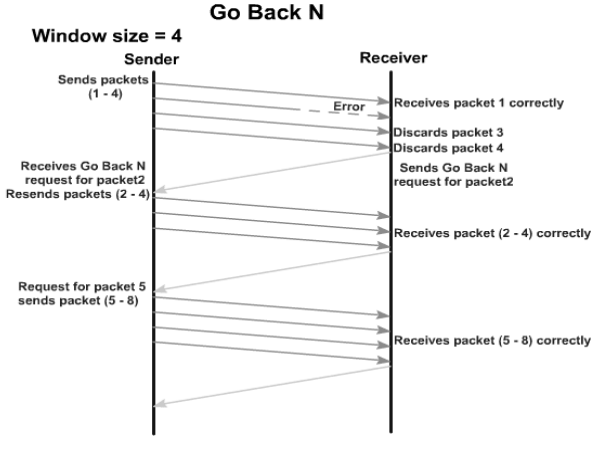 Go Back N
Window size = 4
Sender
Receiver
Sends packets
(1 - 4)
Error
Receives packet 1 correctly
Discards packet 3
Discards packet 4
Receives Go Back N
request for packet2
Resends packets (2 - 4)
Sends Go Back N
request for packet2
Receives packet (2 - 4) correctly
Request for packet 5
sends packet (5 - 8)
Receives packet (5 - 8) correctly